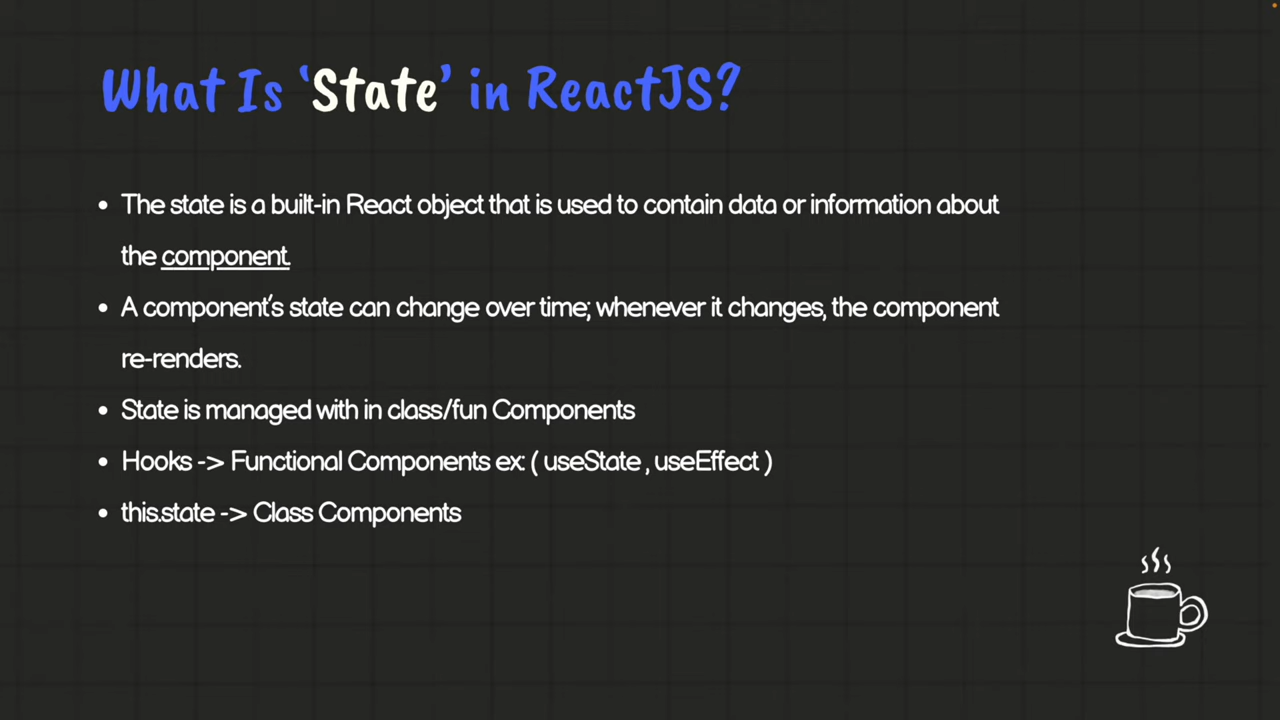 What Is ‘State’ in ReactJS?
• The state is a built-in React object that is used to contain data or information about
the component.
• A component's state can change over time; whenever it changes, the component
re-renders.
• State is managed with in class/fun Components
• Hooks -> Functional Components ex: ( useState , useEffect )
• this.state -> Class Components